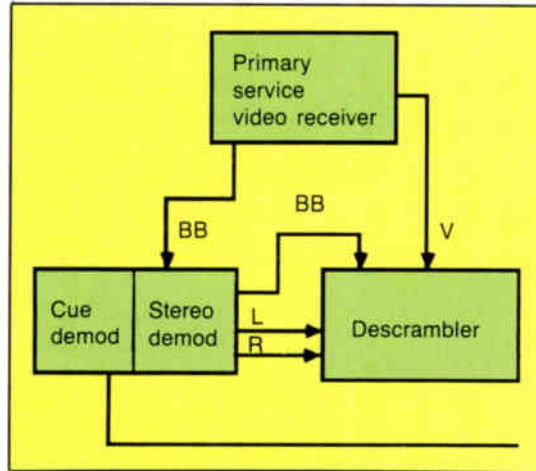 Primary
service
video receiver
BB
BB
V
Cue
demod
Stereo
demod
L
R
Descrambler